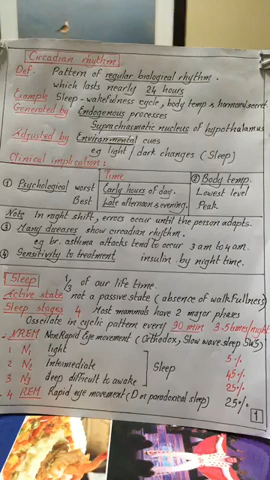 Circadian rhythm
Def. Pattern of regular biological rhythm.
which lasts nearly 24 hours
Example Sleep - wakefulness cycle, body temp & hormonal secret.
Generated by Endogenous processes
Suprachiasmatic nucleus of hypothalamus
Adjusted by Environmental cues
eg light / dark changes (Sleep)
Clinical implication:
Time
① Psychological worst Early hours of day. ② Body temp.
Lowest level
Best Late afternoon & evening. Peak
Note In night shift, errors occur until the person adapts.
③ Many diseases show circadian rhythm.
eg br. asthma attacks tend to occur 3 am to 4 am.
④ Sensitivity to treatment insulin by night time.
Sleep 1/3 of our life time.
Active state not a passive state (absence of wakfullness)
Sleep stages 4 Most mammals have 2 major phases
Oscillate in cyclic pattern every 90 min 3-5 times/night
- NREM Non Rapid Eye movement (Orthodox, Slow wave sleep SWS)
1 N1 light 5%
2 N2 intermediate Sleep 45%
3 N3 deep difficult to awake 25%
. 4 REM Rapid eye movement (D or paradoxical sleep) 25%
1